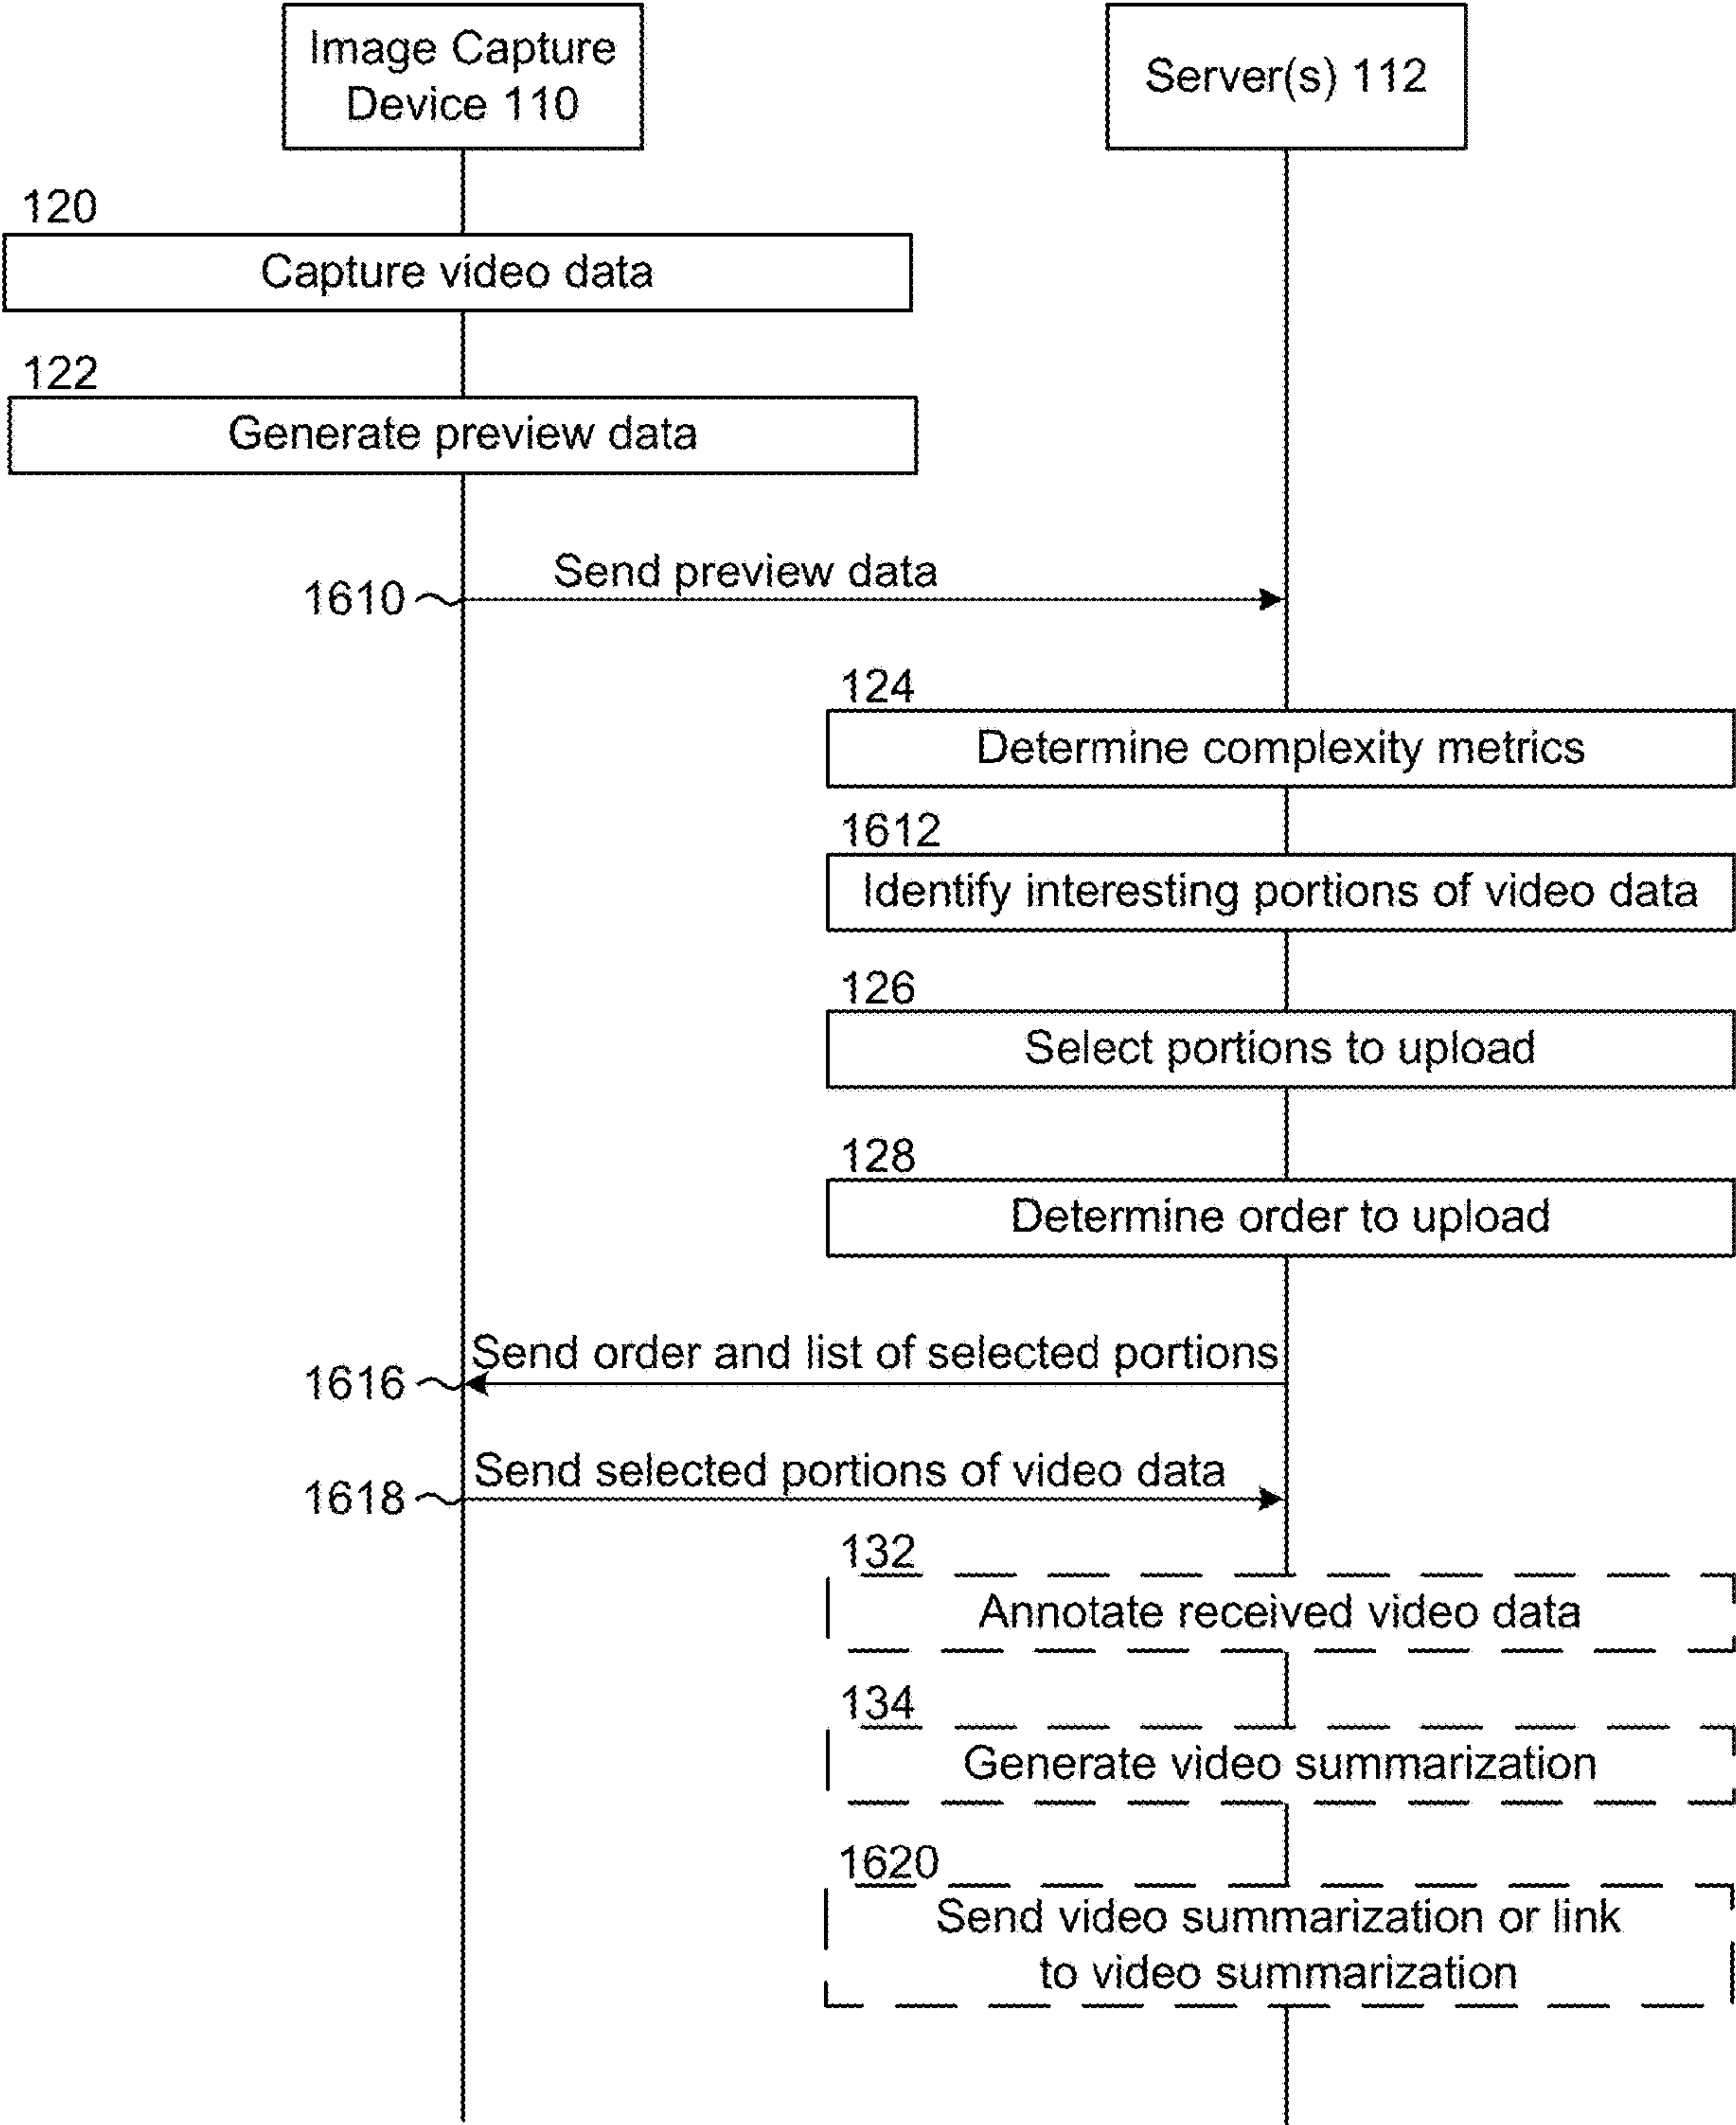 Image Capture
Device 110
Server(s) 112
120
Capture video data
122
Generate preview data
Send preview data
1610
124
Determine complexity metrics
1612
Identify interesting portions of video data
126
Select portions to upload
128
Determine order to upload
Send order and list of selected portions
1616
Send selected portions of video data
1618
132
Annotate received video data
134
Generate video summarization
1620
Send video summarization or link
to video summarization